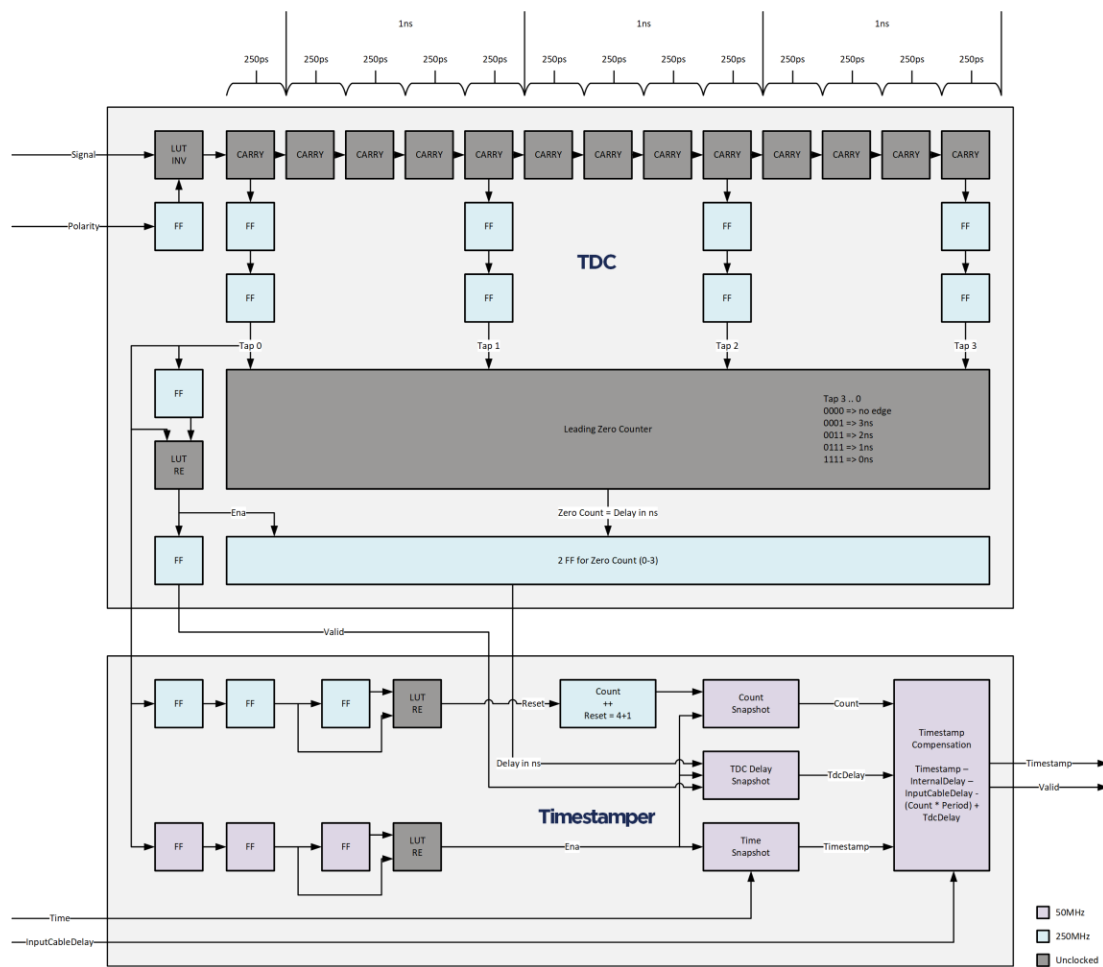 1ns 1ns 1ns
250ps 250ps 250ps 250ps 250ps 250ps 250ps 250ps 250ps 250ps 250ps 250ps 250ps
Signal
LUT
INV
CARRY CARRY CARRY CARRY CARRY CARRY CARRY CARRY CARRY CARRY CARRY CARRY CARRY
Polarity
FF FF FF FF FF
TDC
FF FF FF FF
Tap 0 Tap 1 Tap 2 Tap 3
FF
LUT
RE
Leading Zero Counter
Tap 3 .. 0
0000 => no edge
0001 => 3ns
0011 => 2ns
0111 => 1ns
1111 => 0ns
Ena
Zero Count = Delay in ns
FF
2 FF for Zero Count (0-3)
Valid
FF FF FF
LUT
RE
Reset
Count
++
Reset = 4+1
Count
Snapshot
Count
Delay in ns
TDC Delay
Snapshot
TdcDelay
Timestamp
Compensation
Timestamp –
InternalDelay –
InputCableDelay -
(Count * Period) +
TdcDelay
Timestamp
Valid
Timestamper
FF FF FF
LUT
RE
Ena
Time
Snapshot
Timestamp
Time
InputCableDelay
50MHz
250MHz
Unclocked